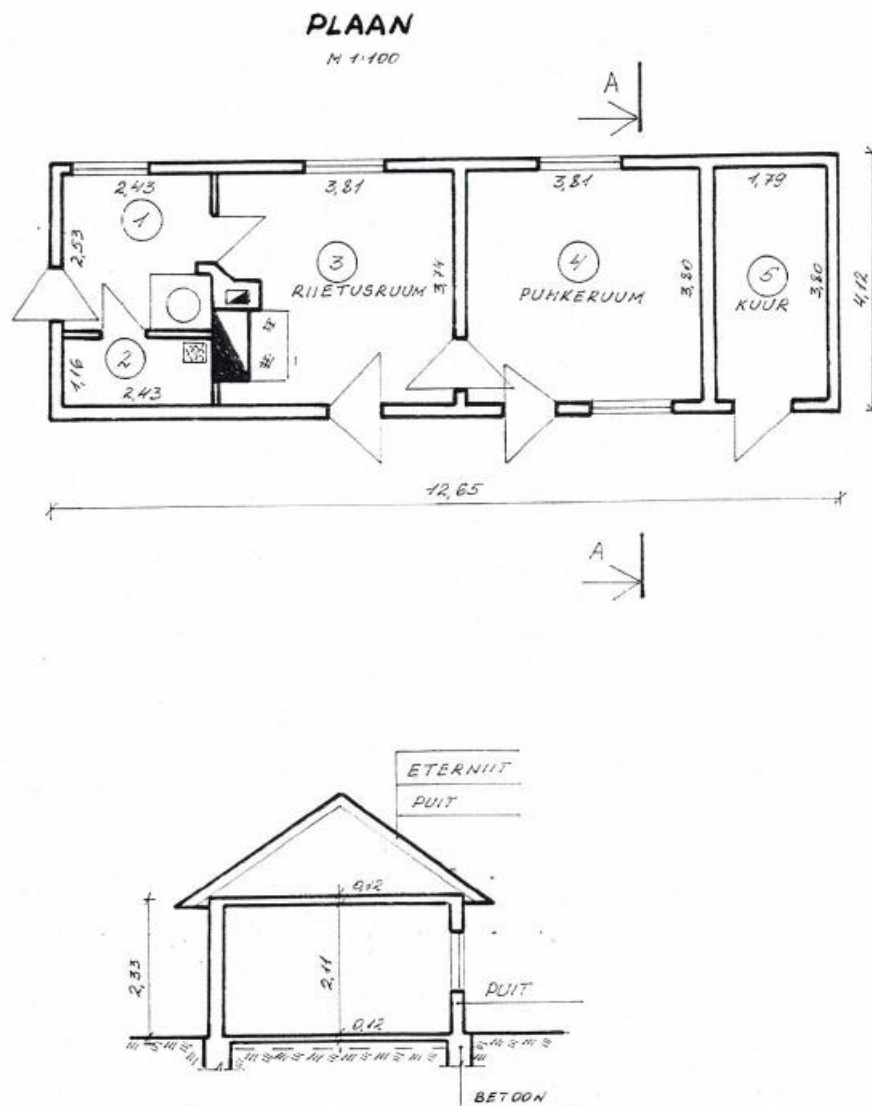 PLAAN
M 1:100
A
2,43
3,81
3,81
1,79
1
2,53
3
RIIETUSRUUM
3,74
4
PUHKERUUM
3,80
5
KUUR
3,80
4,12
2
1,16
2,43
12,65
A
ETERNIIT
PUIT
0,12
2,33
2,11
PUIT
0,12
BETOON